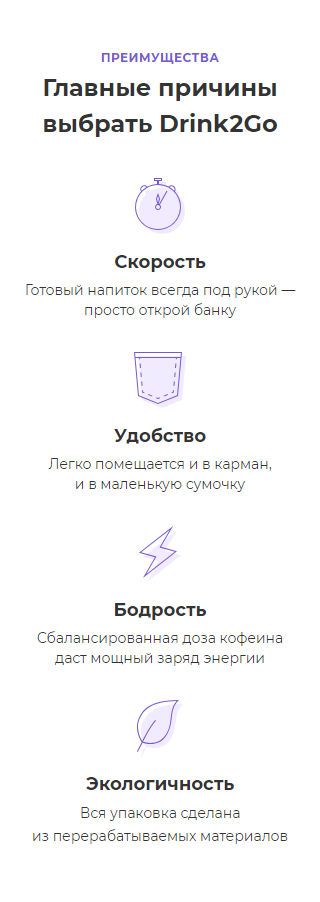 ПРЕИМУЩЕСТВА
Главные причины
выбрать Drink2Go
Скорость
Готовый напиток всегда под рукой —
просто открой банку
Удобство
Легко помещается и в карман,
и в маленькую сумочку
Бодрость
Сбалансированная доза кофеина
даст мощный заряд энергии
Экологичность
Вся упаковка сделана
из перерабатываемых материалов